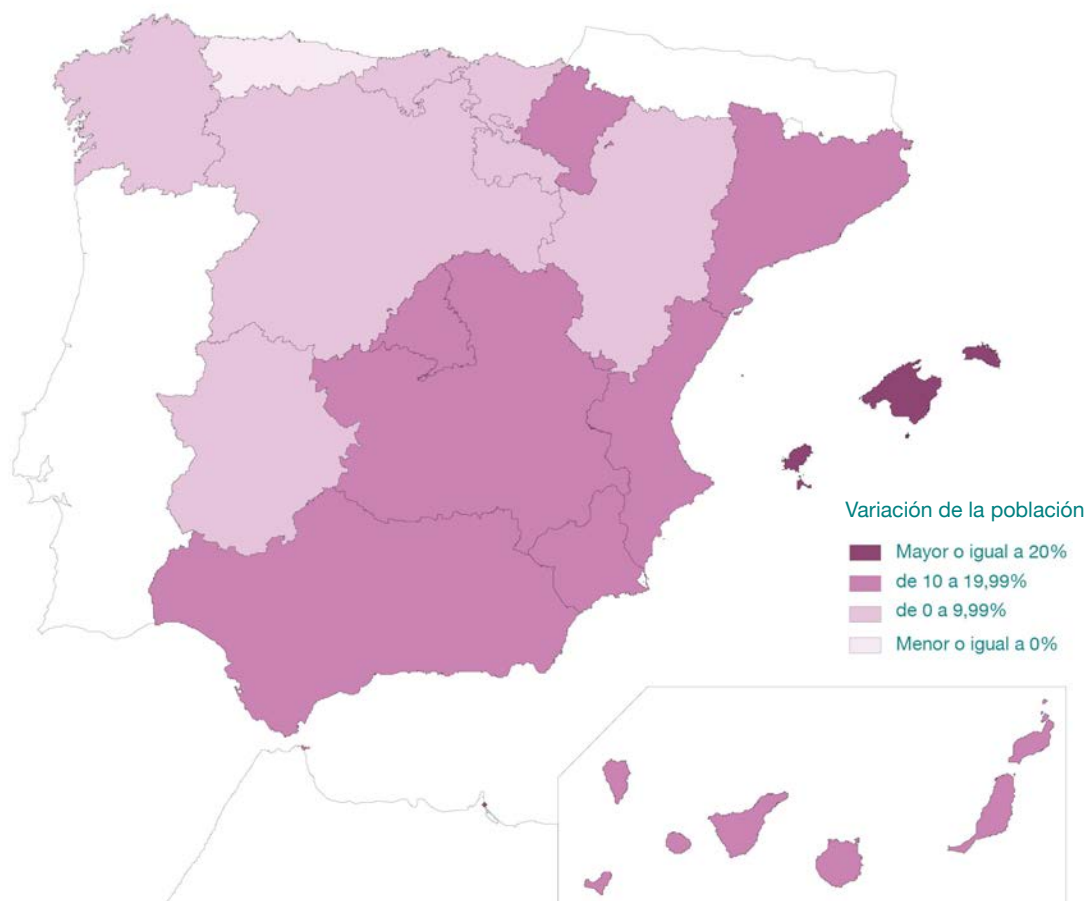 Variación de la población
Mayor o igual a 20%
de 10 a 19,99%
de 0 a 9,99%
Menor o igual a 0%